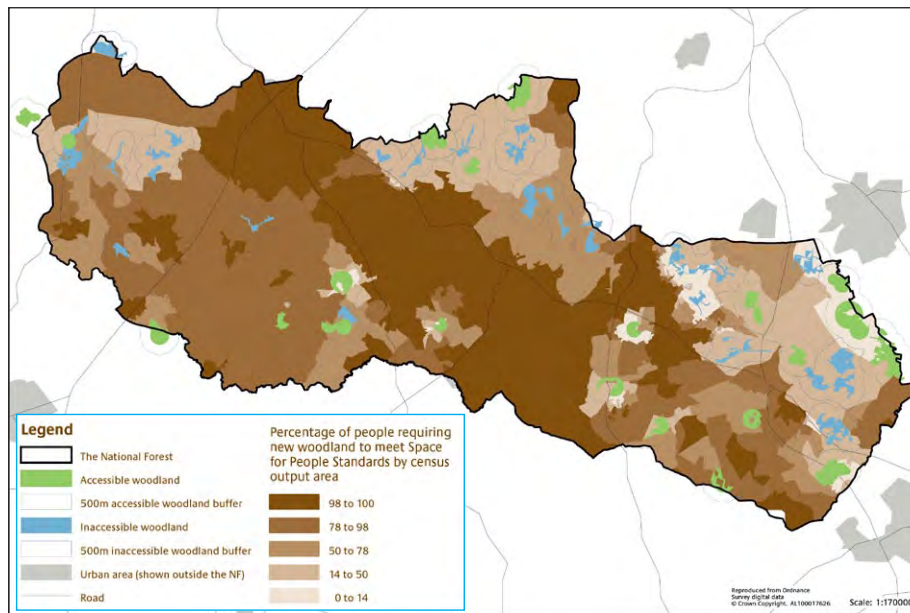 Legend
The National Forest
Accessible woodland
500m accessible woodland buffer
Inaccessible woodland
500m inaccessible woodland buffer
Urban area (shown outside the NF)
Road
Percentage of people requiring
new woodland to meet Space
for People Standards by census
output area
98 to 100
78 to 98
50 to 78
14 to 50
0 to 14
Reproduced from Ordnance
Survey digital data
© Crown Copyright, AL100017626
Scale: 1:170000